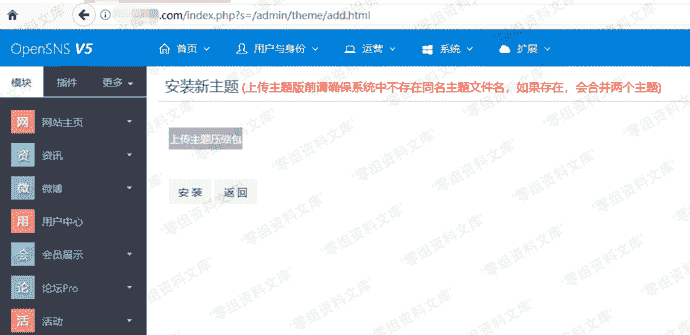 .com/index.php?s=/admin/theme/add.html
OpenSNS V5
首页
用户与身份
运营
系统
扩展
模块
插件
更多
安装新主题 (上传主题版前请确保系统中不存在同名主题文件名，如果存在，会合并两个主题)
网 网站主页
上传主题压缩包
资 资讯
微 微博
安 装
返 回
用 用户中心
会 会员展示
论 论坛Pro
活 活动
'零组资料文库'